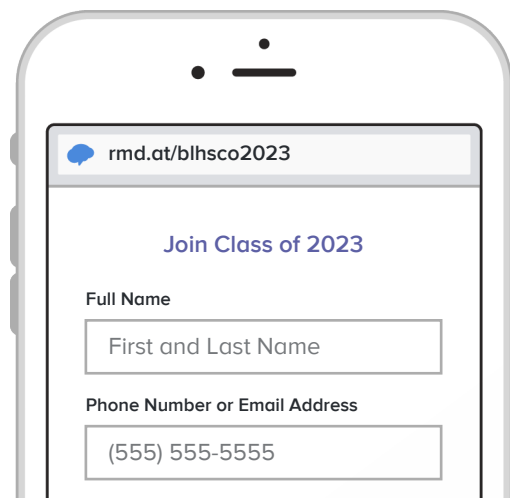 rmd.at/blhsco2023
Join Class of 2023
Full Name
First and Last Name
Phone Number or Email Address
(555) 555-5555